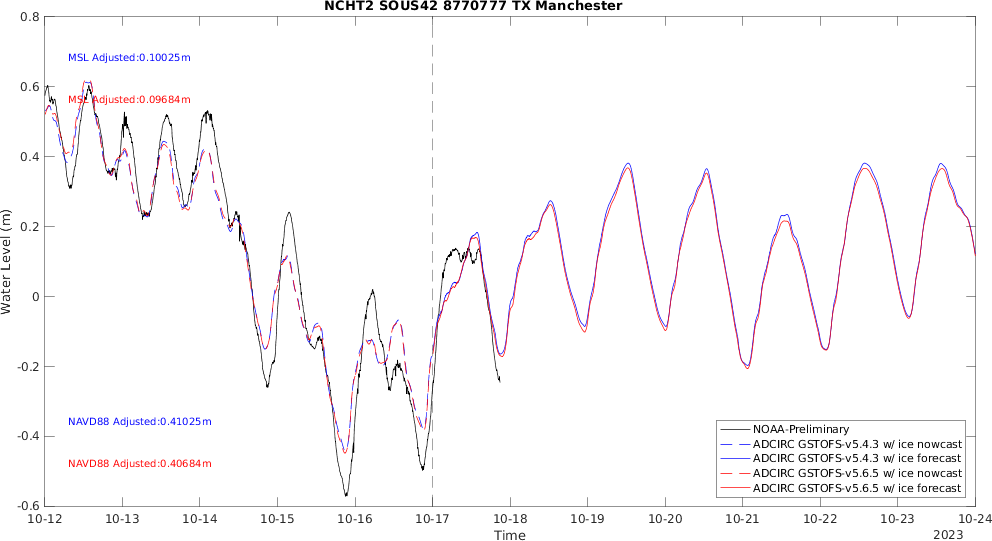 NCHT2 SOUS42 8770777 TX Manchester
0.8
0.6
0.4
0.2
0
-0.2
-0.4
-0.6
Water Level (m)
MSL Adjusted:0.10025m
MSL Adjusted:0.09684m
NAVD88 Adjusted:0.41025m
NAVD88 Adjusted:0.40684m
NOAA-Preliminary
ADCIRC GSTOFS-v5.4.3 w/ ice nowcast
ADCIRC GSTOFS-v5.4.3 w/ ice forecast
ADCIRC GSTOFS-v5.6.5 w/ ice nowcast
ADCIRC GSTOFS-v5.6.5 w/ ice forecast
10-12 10-13 10-14 10-15 10-16 10-17 10-18 10-19 10-20 10-21 10-22 10-23 10-24
Time
2023